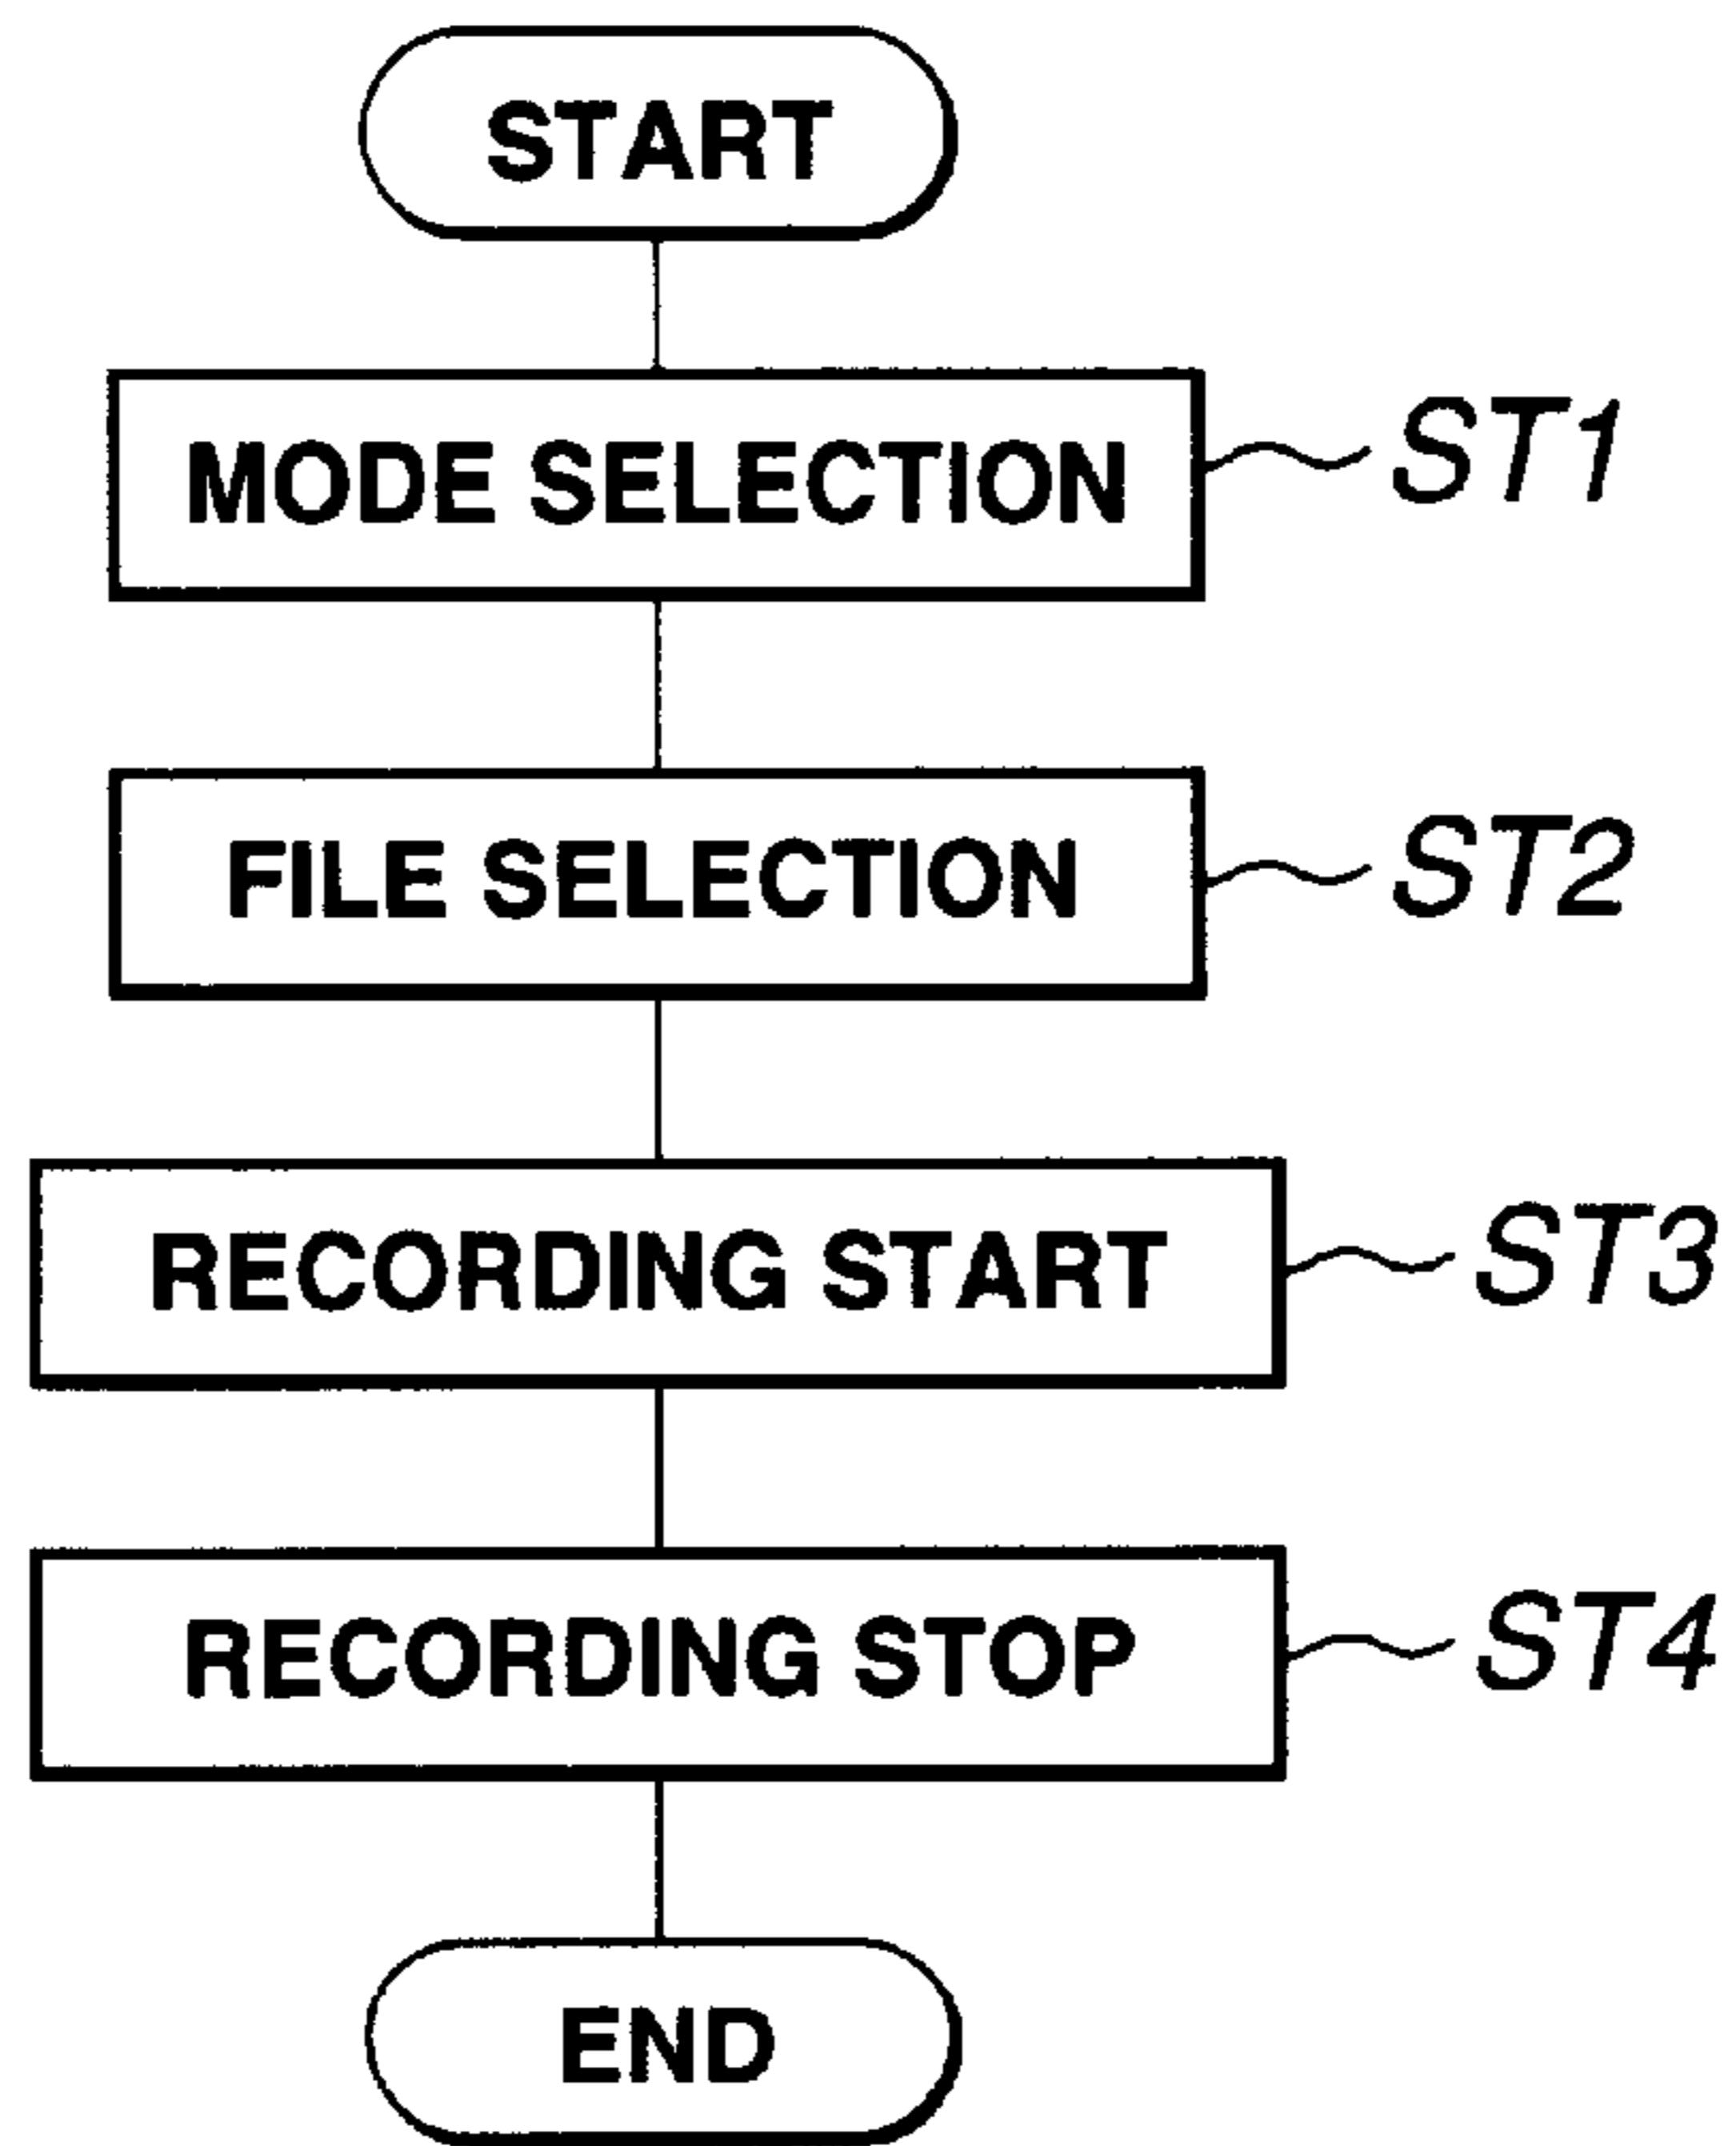 START
MODE SELECTION ST1
FILE SELECTION ST2
RECORDING START ST3
RECORDING STOP ST4
END